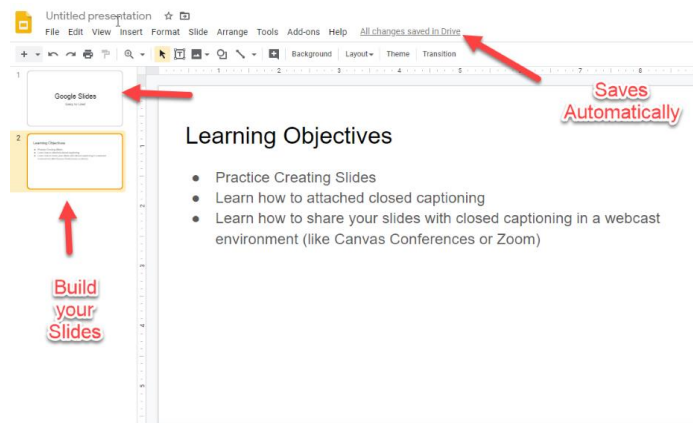 Untitled presentation
File Edit View Insert Format Slide Arrange Tools Add-ons Help All changes saved in Drive
Background Layout Theme Transition
1
Google Slides
2
Learning Objectives
Saves
Automatically
Learning Objectives
Practice Creating Slides
Learn how to attached closed captioning
Learn how to share your slides with closed captioning in a webcast
environment (like Canvas Conferences or Zoom)
Build
your
Slides